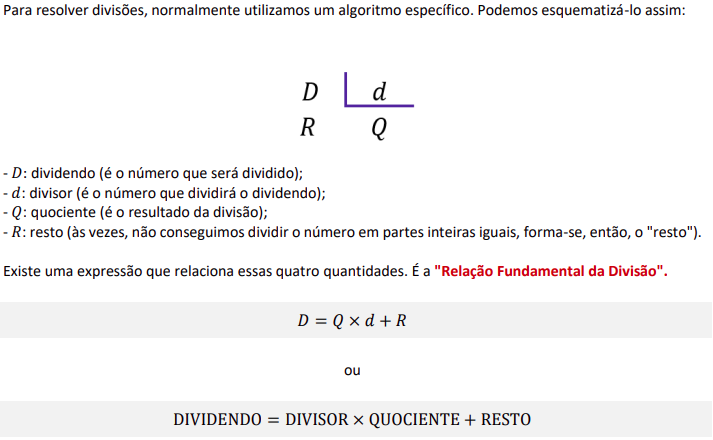 Para resolver divisões, normalmente utilizamos um algoritmo específico. Podemos esquematizá-lo assim:
D d
R Q
- D: dividendo (é o número que será dividido);
- d: divisor (é o número que dividirá o dividendo);
- Q: quociente (é o resultado da divisão);
- R: resto (às vezes, não conseguimos dividir o número em partes inteiras iguais, forma-se, então, o "resto").
Existe uma expressão que relaciona essas quatro quantidades. É a "Relação Fundamental da Divisão".
D = Q × d + R
ou
DIVIDENDO = DIVISOR × QUOCIENTE + RESTO